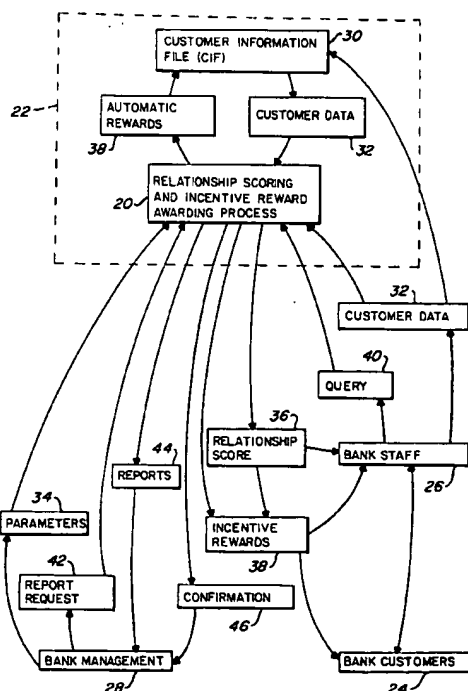 30
CUSTOMER INFORMATION
FILE (CIF)
22
AUTOMATIC
REWARDS
38
CUSTOMER DATA
32
20
RELATIONSHIP SCORING
AND INCENTIVE REWARD
AWARDING PROCESS
32
CUSTOMER DATA
40
QUERY
36
RELATIONSHIP
SCORE
BANK STAFF
26
44
REPORTS
34
PARAMETERS
INCENTIVE
REWARDS
38
42
REPORT
REQUEST
CONFIRMATION
46
BANK MANAGEMENT
28
BANK CUSTOMERS
24